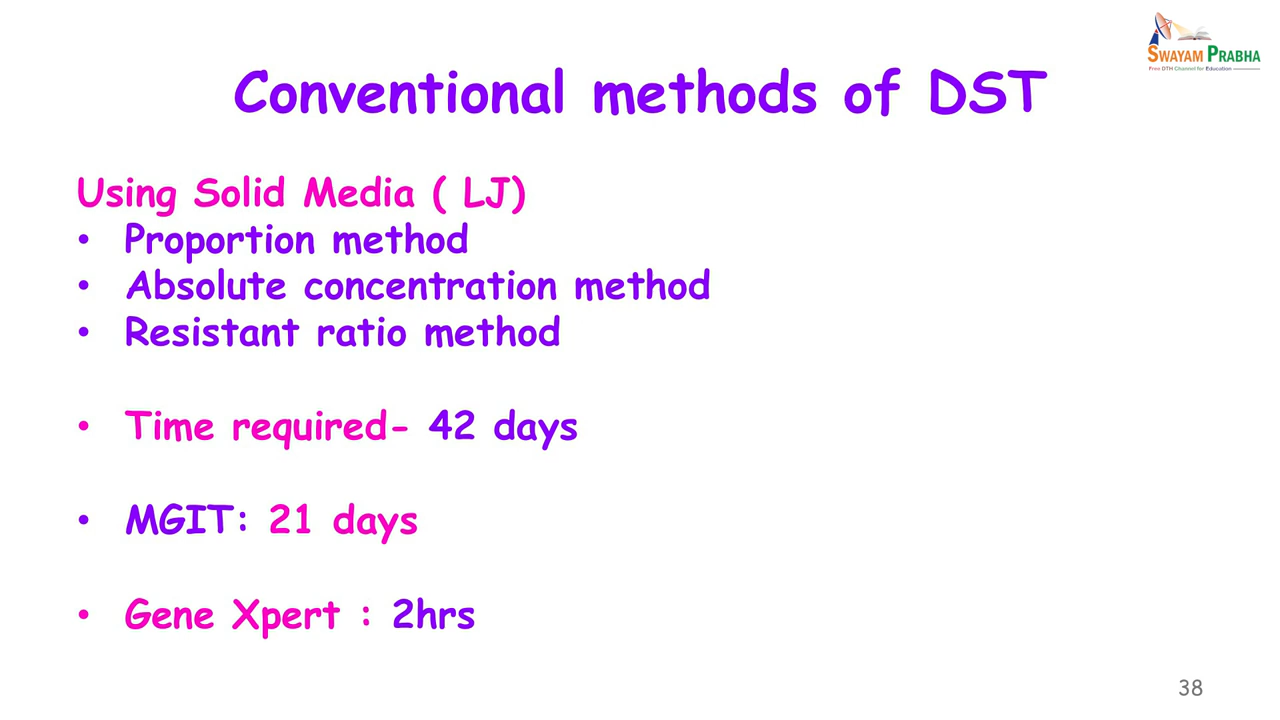 SWAYAM PRABHA
Free DTH Channel for Education
Conventional methods of DST
Using Solid Media ( LJ)
• Proportion method
• Absolute concentration method
• Resistant ratio method
• Time required- 42 days
• MGIT: 21 days
• Gene Xpert : 2hrs
38